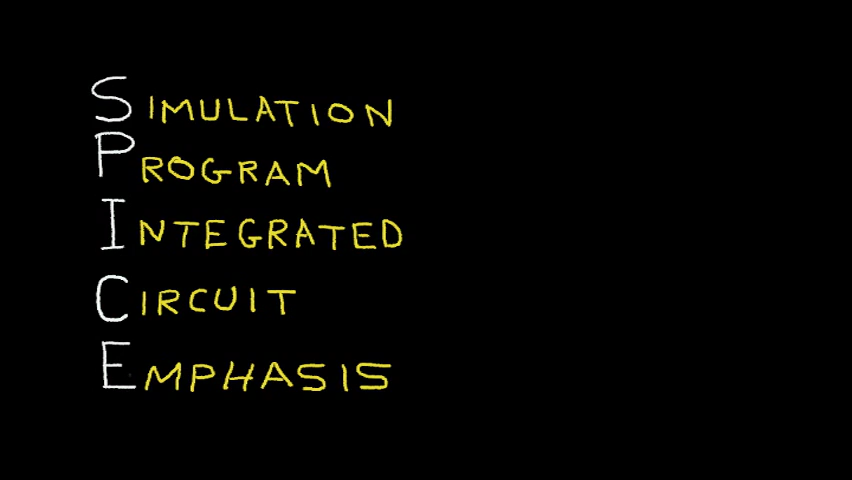 SIMULATION
PROGRAM
INTEGRATED
CIRCUIT
EMPHASIS